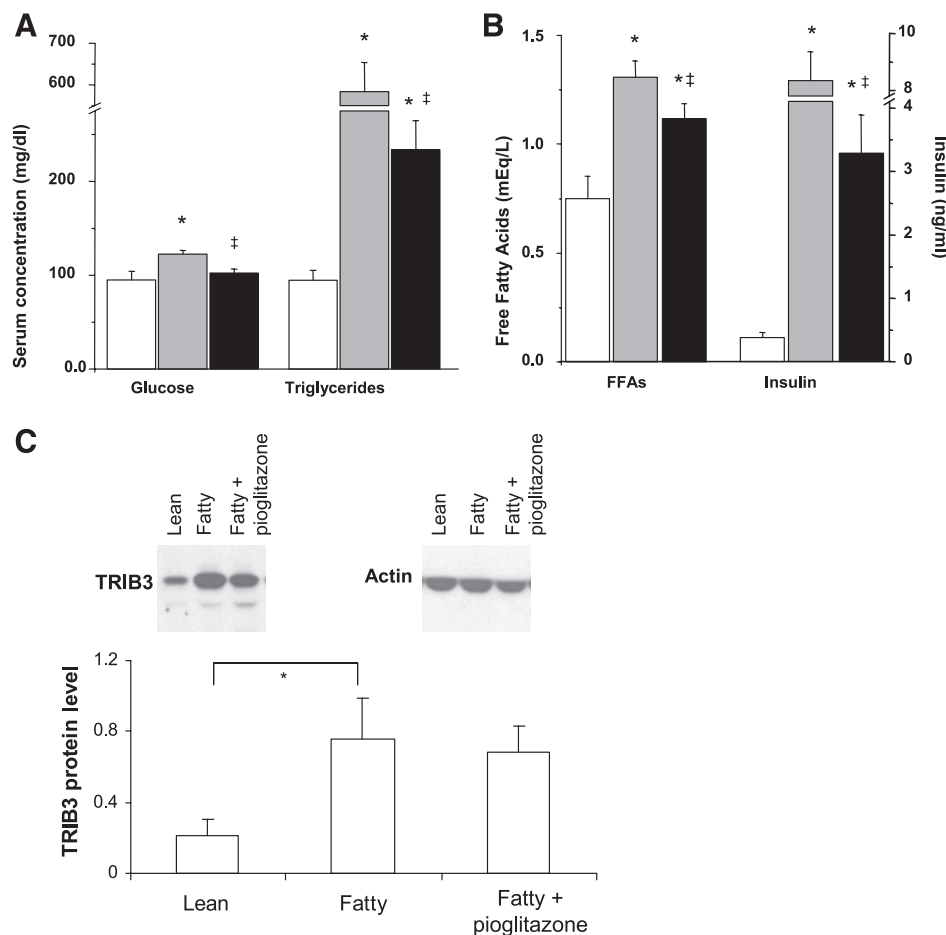 A
Serum concentration (mg/dl)
700
600
200
100
0.0
*
‡
*
* ‡
Glucose
Triglycerides
B
Free Fatty Acids (mEq/L)
1.5
1.0
0.5
0.0
*
*‡
*
*‡
10
8
4
3
2
1
0
Insulin (ng/ml)
FFAs
Insulin
C
Lean
Fatty
Fatty +
pioglitazone
TRIB3
Lean
Fatty
Fatty +
pioglitazone
Actin
TRIB3 protein level
1.2
0.8
0.4
0
*
Lean
Fatty
Fatty +
pioglitazone